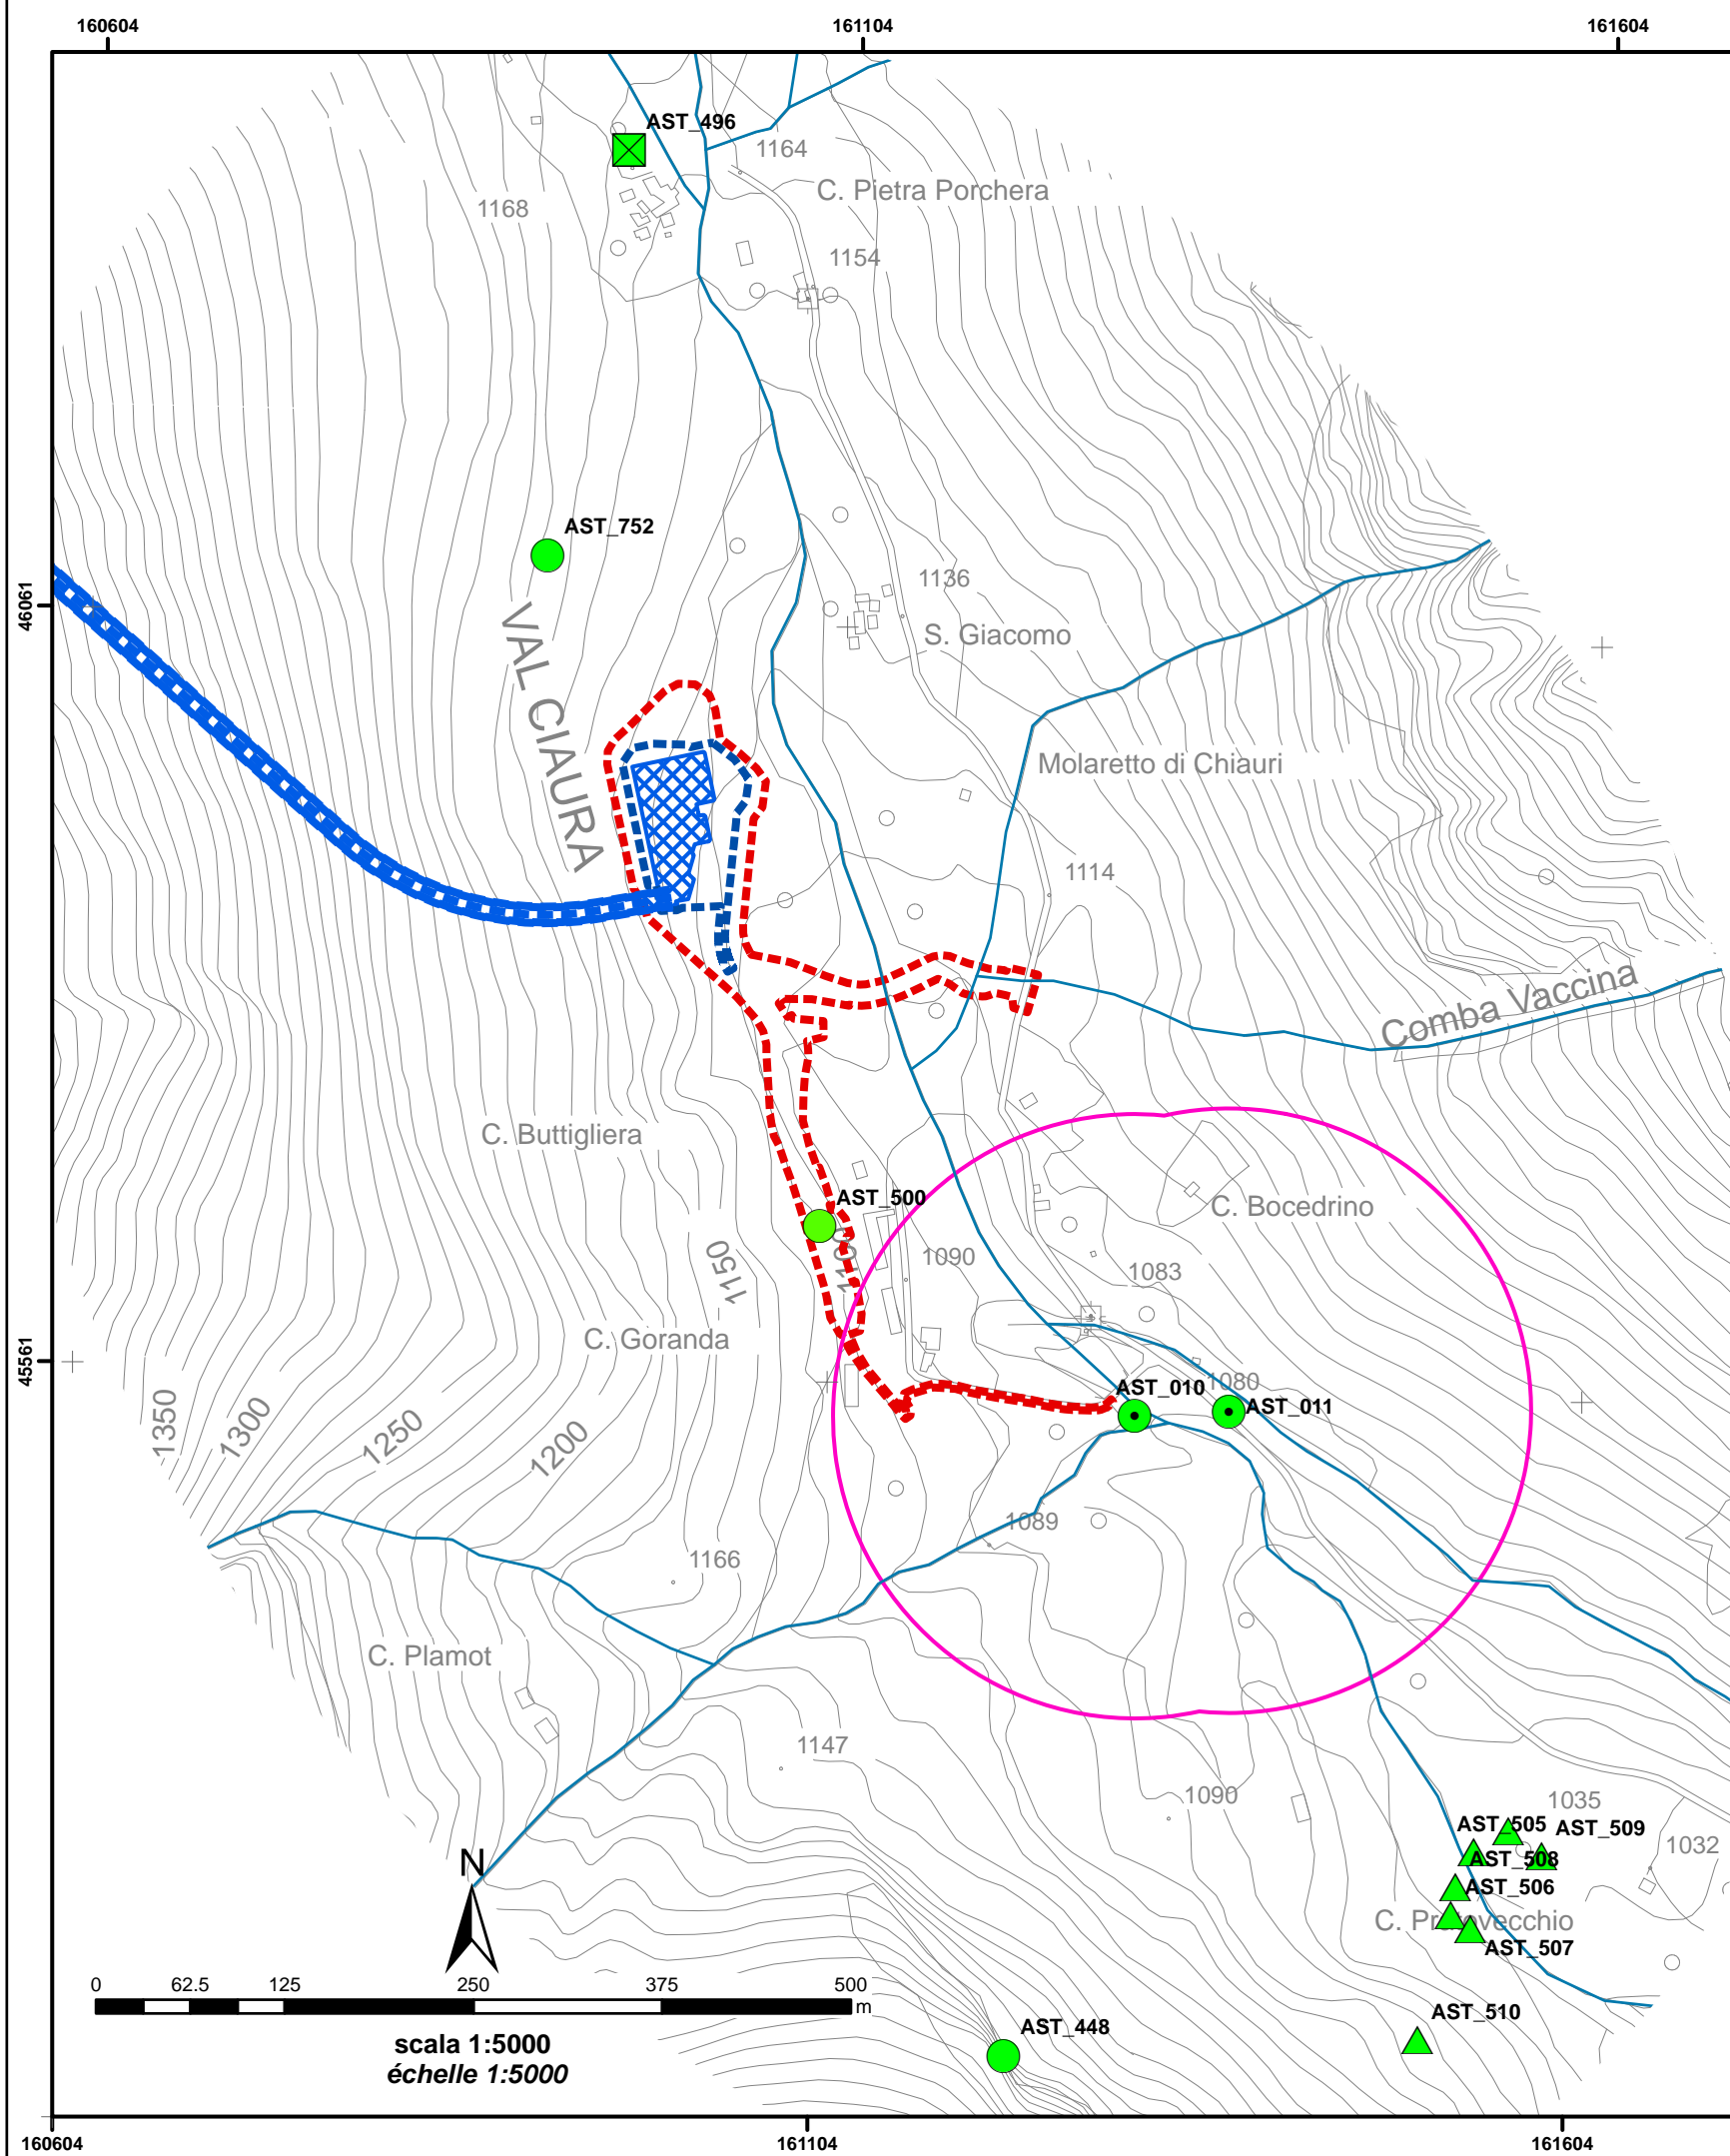 160604
161104
161604
AST_496
1164
C. Pietra Porchera
1168
1154
AST_752
46061
1136
S. Giacomo
VAL CIAURA
Molaretto di Chiauri
1114
Comba Vaccina
C. Buttigliera
AST_500
C. Bocedrino
1090
1100
1150
1083
C. Goranda
45561
AST_010
1080
AST_011
1350
1300
1250
1200
1089
1166
C. Plamot
1147
1090
1035
AST_505
AST_509
1032
AST_508
N
AST_506
C. Pratovecchio
AST_507
0
62.5
125
250
375
500
m
AST_510
AST_448
scala 1:5000
échelle 1:5000
160604
161104
161604